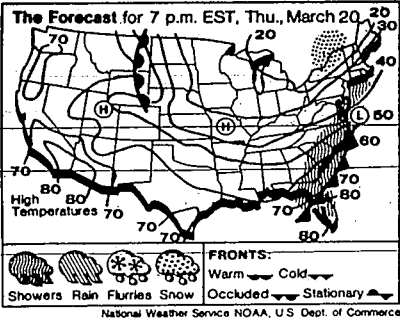 The Forecast for 7 p.m. EST, Thu., March 20
20
30
70
20
40
H
H
L 50
60
70
80
70
80
80
70
High
Temperatures
70
70
80
Showers Rain Flurries Snow
FRONTS:
Warm Cold
Occluded Stationary
National Weather Service NOAA, U S Dept. of Commerce